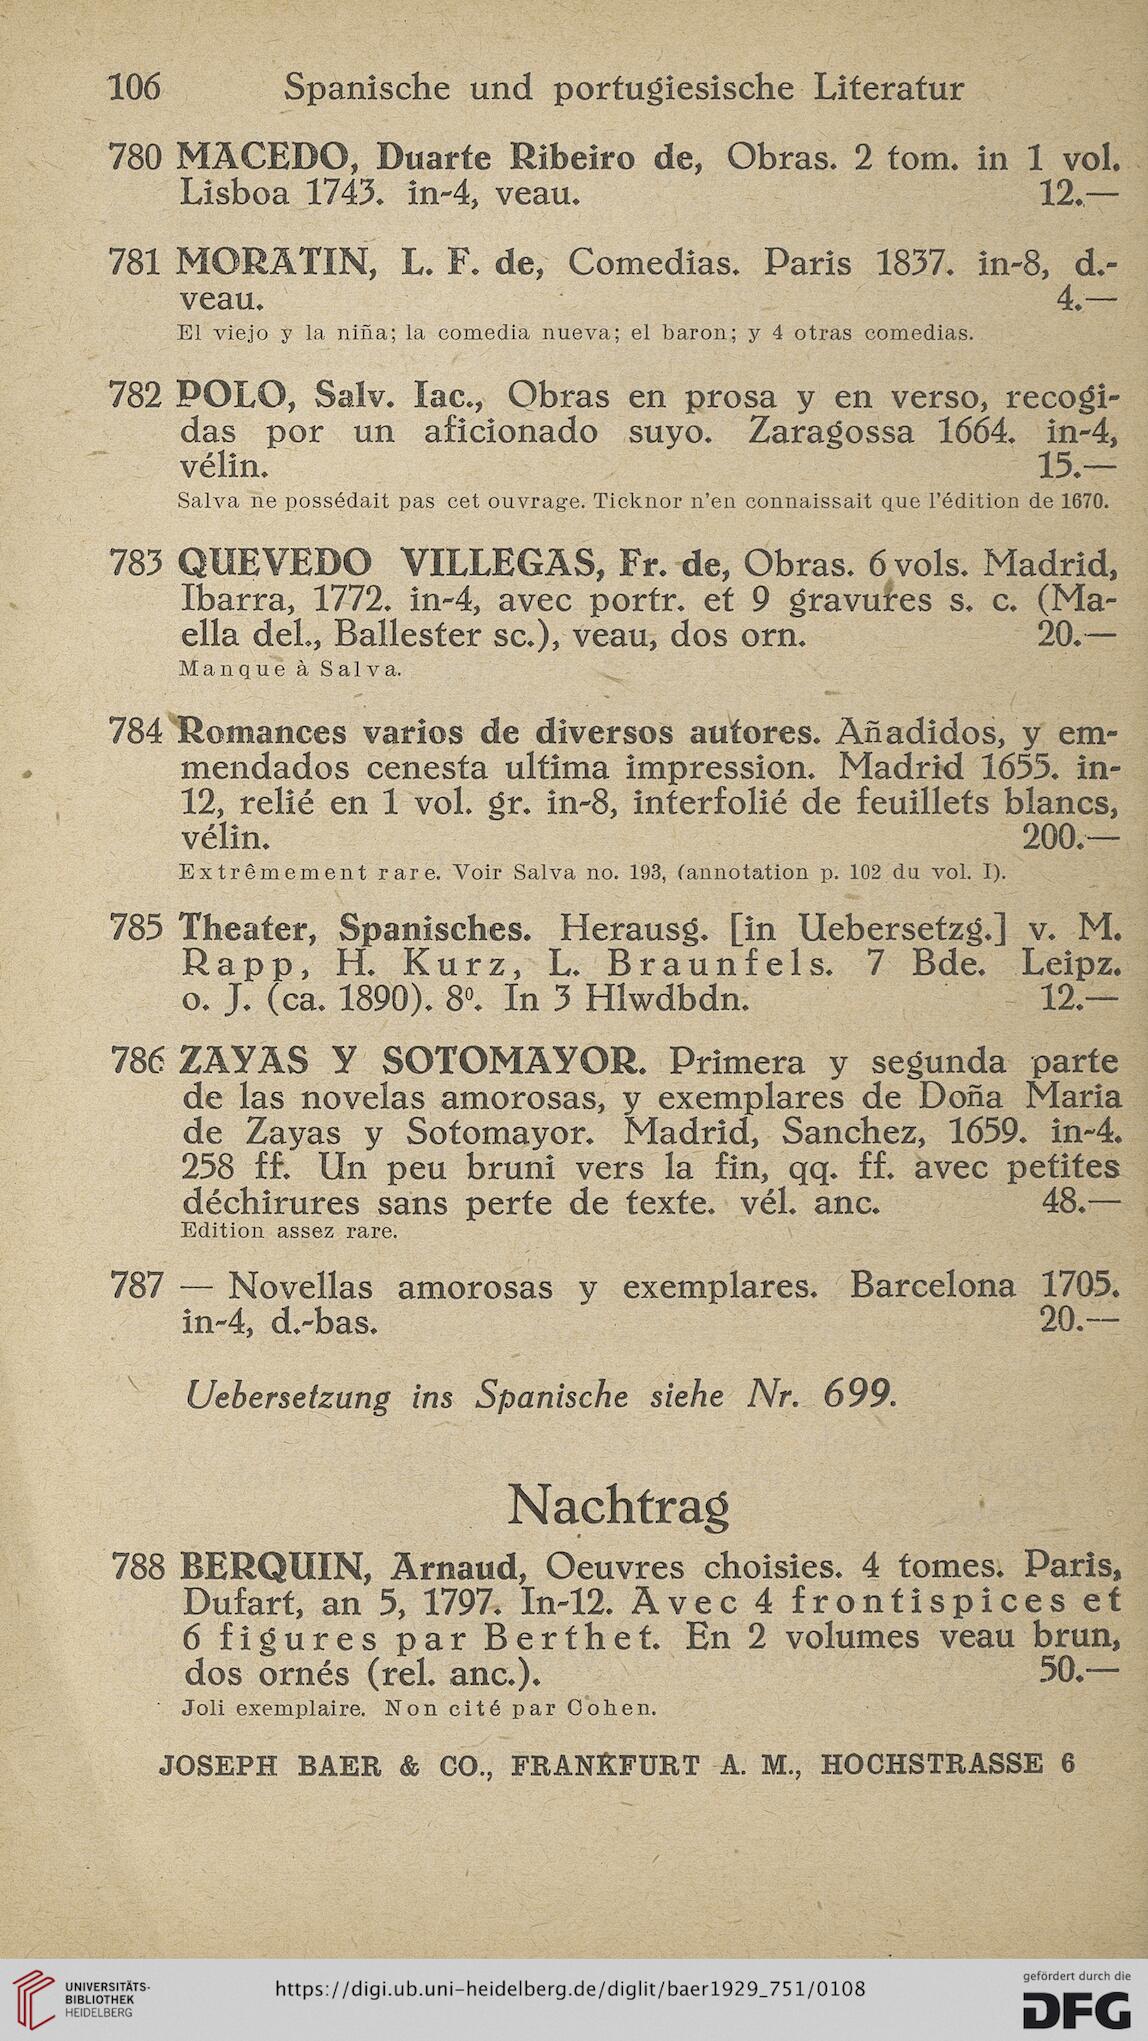 106 Spanische und portugiesische Literatur
780 MACEDO, Duarte Ribeiro de, Obras. 2 tom. in 1 vol.
Lisboa 1743. in-4, veau. 12.—
781 MORATIN, L. F. de, Comedias. Paris 1837. in-8, d.-
veau. 4.—
El viejo y la niña; la comedia nueva; el baron; y 4 otras comedias.
782 POLO, Salv. Iac., Obras en prosa y en verso, recogi-
das por un aficionado suyo. Zaragossa 1664. in-4,
vélin. 15.—
Salva ne possédait pas cet ouvrage. Ticknor n'en connaissait que l'édition de 1670.
783 QUEVEDO VILLEGAS, Fr. de, Obras. 6 vols. Madrid,
Ibarra, 1772. in-4, avec portr. et 9 gravures s. c. (Ma-
ella del., Ballester sc.), veau, dos orn. 20.—
Manque à Salva.
784 Romances varios de diversos autores. Añadidos, y em-
mendados cenesta ultima impression. Madrid 1655. in-
12, relié en 1 vol. gr. in-8, interfolié de feuillets blancs,
vélin. 200.—
Extrêmement rare. Voir Salva no. 193, (annotation p. 102 du vol. I).
785 Theater, Spanisches. Herausg. [in Uebersetzg.] v. M.
Rapp, H. Kurz, L. Braunfels. 7 Bde. Leipz.
o. J. (ca. 1890). 8⁰. In 3 Hlwdbdn. 12.—
786 ZAYAS Y SOTOMAYOR. Primera y segunda parte
de las novelas amorosas, y exemplares de Doña Maria
de Zayas y Sotomayor. Madrid, Sanchez, 1659. in-4.
258 ff. Un peu bruni vers la fin, qq. ff. avec petites
déchirures sans perte de texte. vél. anc. 48.—
Edition assez rare.
787 — Novellas amorosas y exemplares. Barcelona 1705.
in-4, d.-bas. 20.—
Uebersetzung ins Spanische siehe Nr. 699.
Nachtrag
788 BERQUIN, Arnaud, Oeuvres choisies. 4 tomes. Paris,
Dufart, an 5, 1797. In-12. Avec 4 frontispices et
6 figures par Berthet. En 2 volumes veau brun,
dos ornés (rel. anc.). 50.—
Joli exemplaire. Non cité par Cohen.
JOSEPH BAER & CO., FRANKFURT A. M., HOCHSTRASSE 6
UNIVERSITÄTS-
BIBLIOTHEK
HEIDELBERG
https://digi.ub.uni-heidelberg.de/diglit/baer1929_751/0108
gefördert durch die
DFG